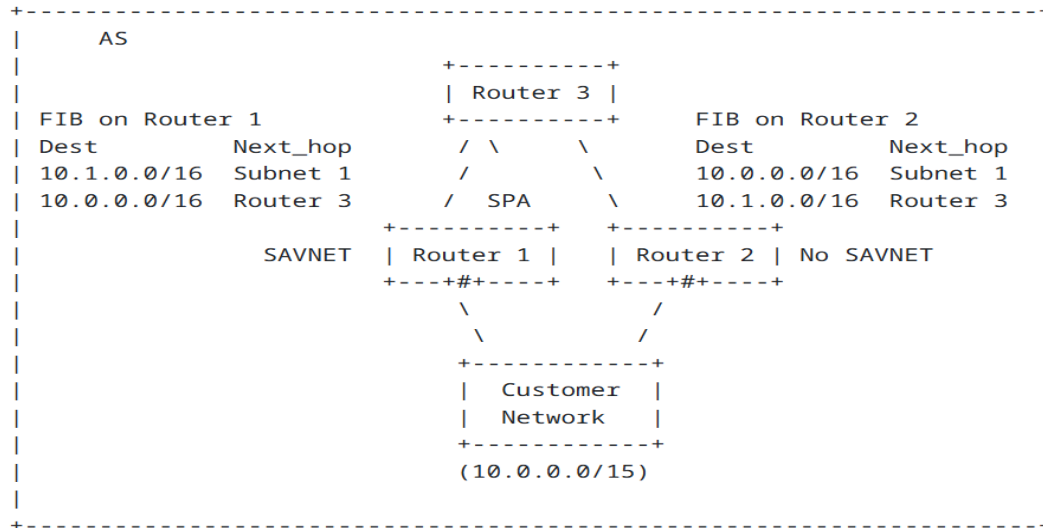 AS
Router 3
FIB on Router 1 FIB on Router 2
Dest Next_hop Dest Next_hop
10.1.0.0/16 Subnet 1 10.0.0.0/16 Subnet 1
10.0.0.0/16 Router 3 SPA 10.1.0.0/16 Router 3
SAVNET Router 1 Router 2 No SAVNET
# #
Customer
Network
(10.0.0.0/15)